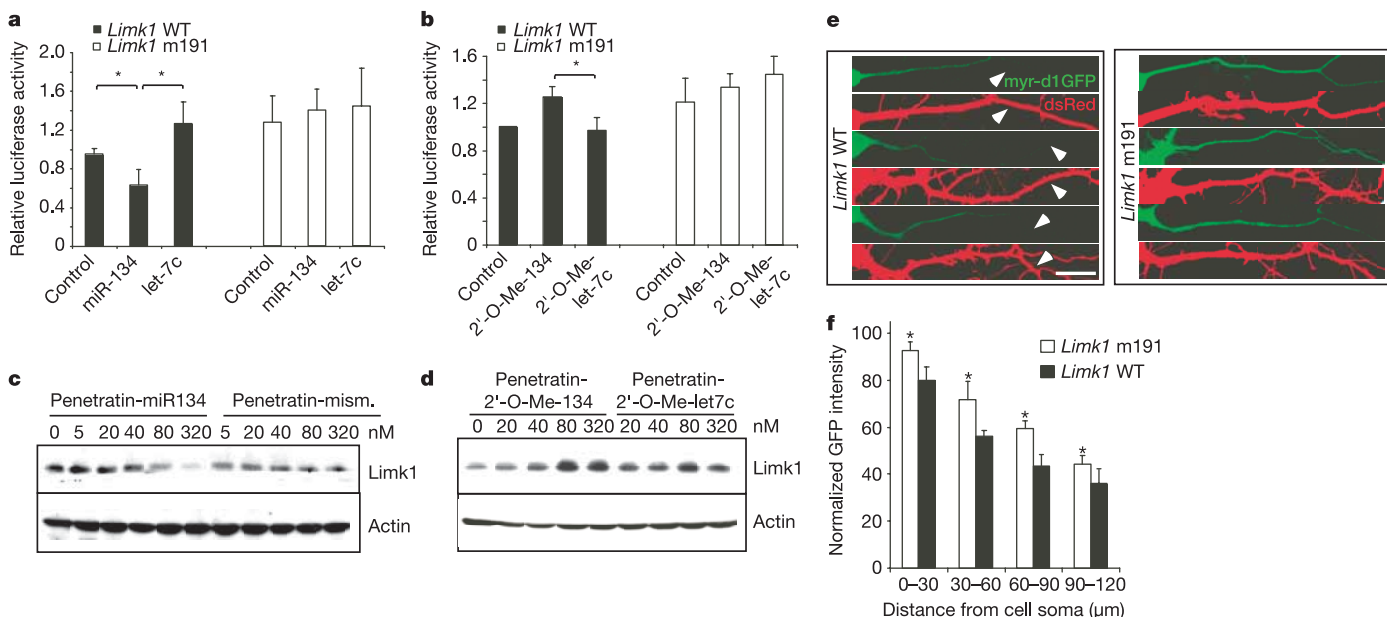 a
Limk1 WT
Limk1 m191
Relative luciferase activity
2.0
1.6
1.2
0.8
0.4
0
*
*
Control
miR-134
let-7c
Control
miR-134
let-7c
b
Limk1 WT
Limk1 m191
Relative luciferase activity
1.6
1.2
0.8
0.4
0
*
Control
2'-O-Me-134
2'-O-Me-
let-7c
Control
2'-O-Me-134
2'-O-Me-
let-7c
c
Penetratin-miR134
Penetratin-mism.
0 5 20 40 80 320 5 20 40 80 320 nM
Limk1
Actin
d
Penetratin-
2'-O-Me-134
Penetratin-
2'-O-Me-let7c
0 20 40 80 320 20 40 80 320 nM
Limk1
Actin
e
Limk1 WT
myr-d1GFP
dsRed
Limk1 m191
f
Limk1 m191
Limk1 WT
Normalized GFP intensity
100
80
60
40
20
0
*
*
*
*
0–30 30–60 60–90 90–120
Distance from cell soma (µm)